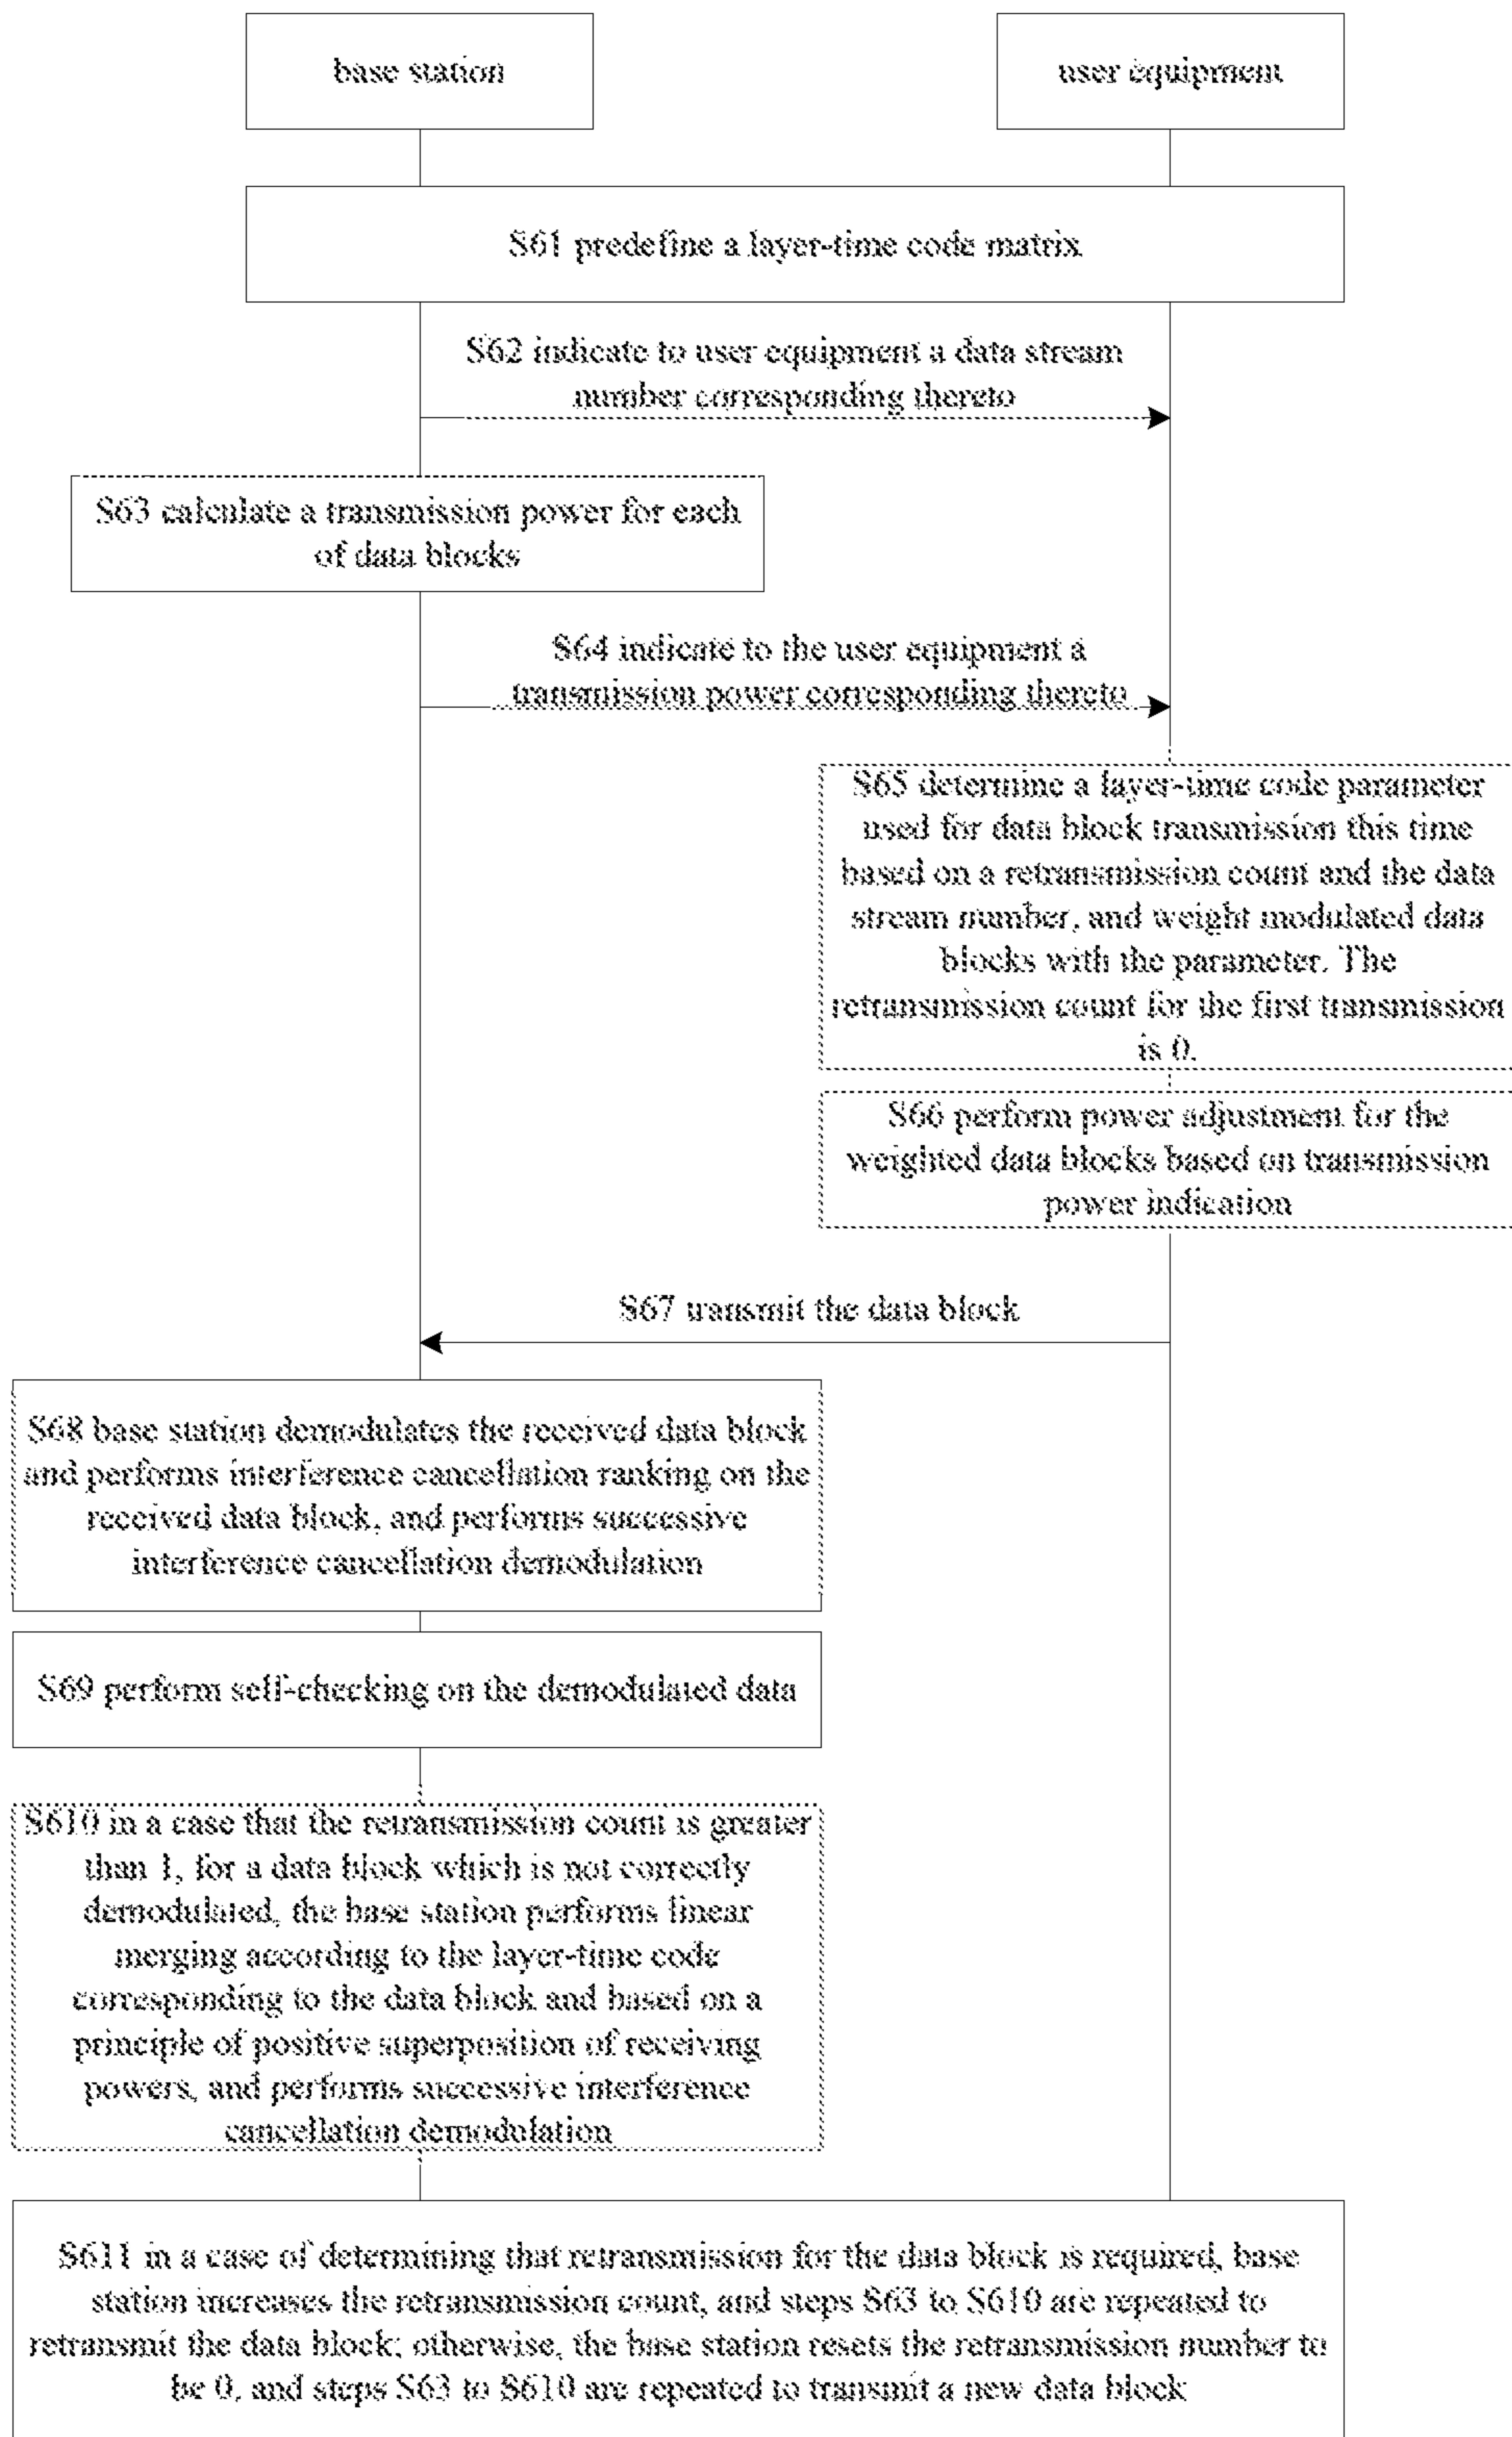 base station
user equipment
S61 predefine a layer-time code matrix
S62 indicate to user equipment a data stream
number corresponding thereto
S63 calculate a transmission power for each
of data blocks
S64 indicate to the user equipment a
transmission power corresponding thereto
S65 determine a layer-time code parameter
used for data block transmission this time
based on a retransmission count and the data
stream number, and weight modulated data
blocks with the parameter. The
retransmission count for the first transmission
is 0.
S66 perform power adjustment for the
weighted data blocks based on transmission
power indication
S67 transmit the data block
S68 base station demodulates the received data block
and performs interference cancellation ranking on the
received data block, and performs successive
interference cancellation demodulation
S69 perform self-checking on the demodulated data
S610 in a case that the retransmission count is greater
than 1, for a data block which is not correctly
demodulated, the base station performs linear
merging according to the layer-time code
corresponding to the data block and based on a
principle of positive superposition of receiving
powers, and performs successive interference
cancellation demodulation
S611 in a case of determining that retransmission for the data block is required, base
station increases the retransmission count, and steps S63 to S610 are repeated to
retransmit the data block; otherwise, the base station resets the retransmission number to
be 0, and steps S63 to S610 are repeated to transmit a new data block